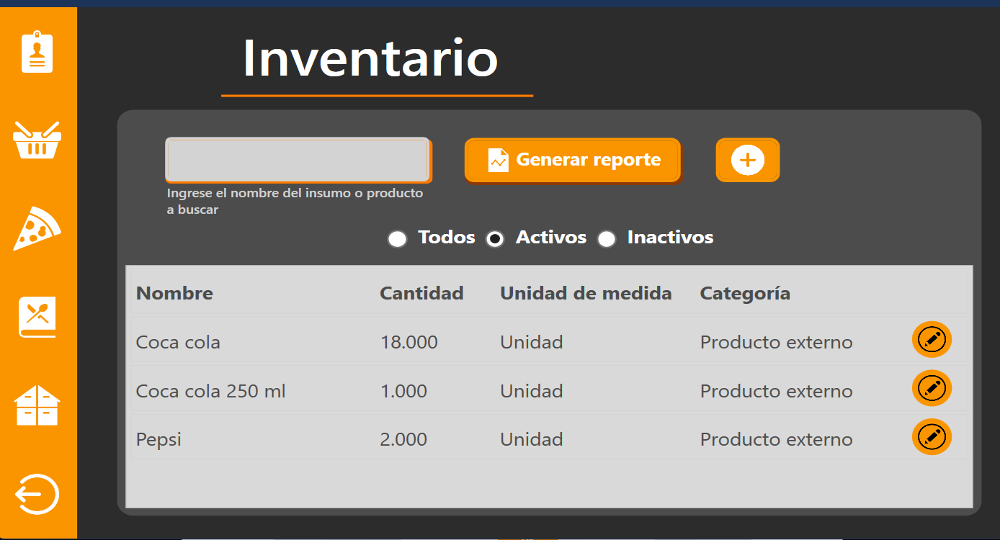 Inventario
Generar reporte
Ingrese el nombre del insumo o producto
a buscar
Todos Activos Inactivos
Nombre Cantidad Unidad de medida Categoría
Coca cola 18.000 Unidad Producto externo
Coca cola 250 ml 1.000 Unidad Producto externo
Pepsi 2.000 Unidad Producto externo